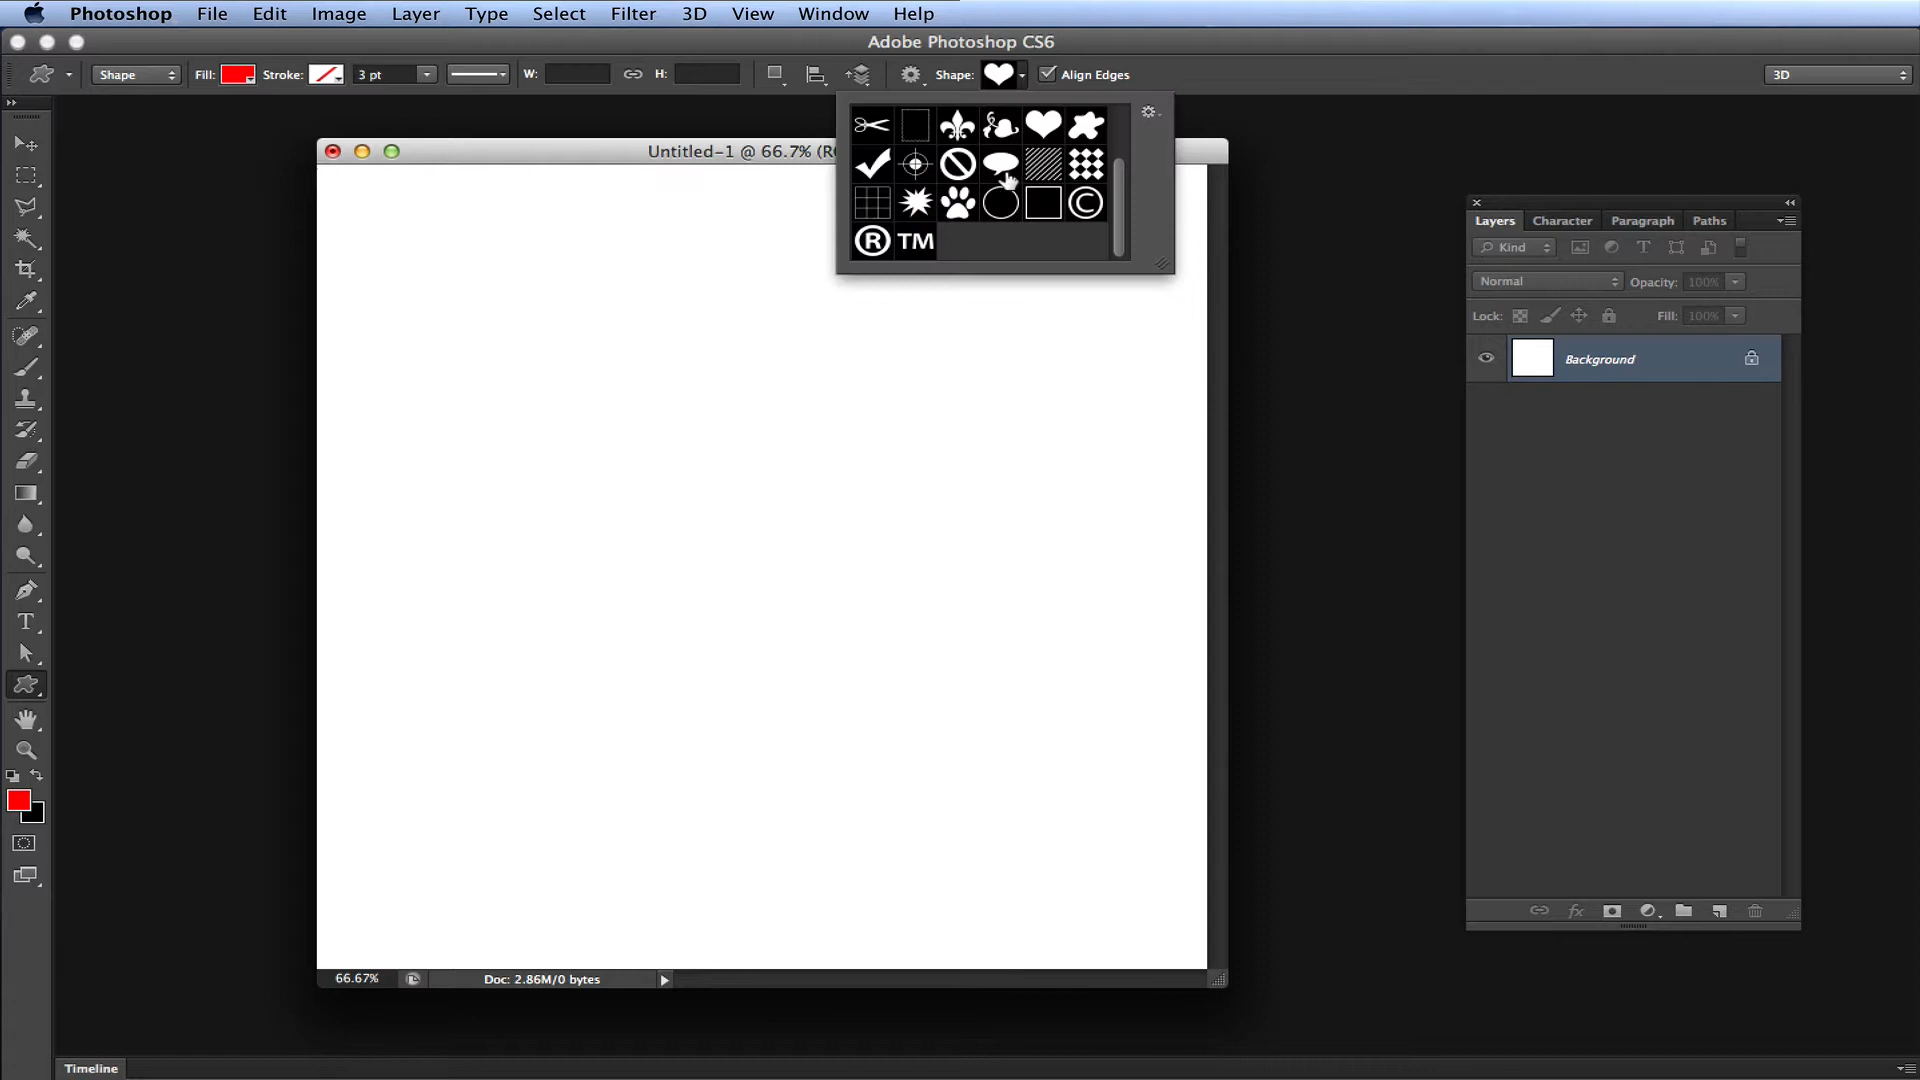 Photoshop File Edit Image Layer Type Select Filter 3D View Window Help
Adobe Photoshop CS6
Shape Fill: Stroke: 3 pt W: H: Shape: Align Edges 3D
Untitled-1 @ 66.7% (R
© 
® TM
Layers Character Paragraph Paths
Kind
Normal Opacity: 100%
Lock: Fill: 100%
Background
fx
66.67% Doc: 2.86M/0 bytes
Timeline